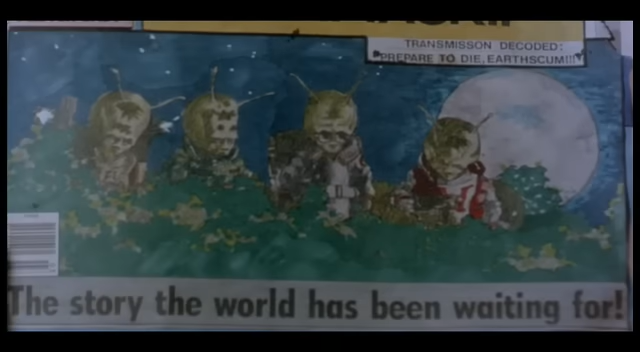 TRANSMISSON DECODED:
PREPARE TO DIE, EARTHSCUM!!!
The story the world has been waiting for!